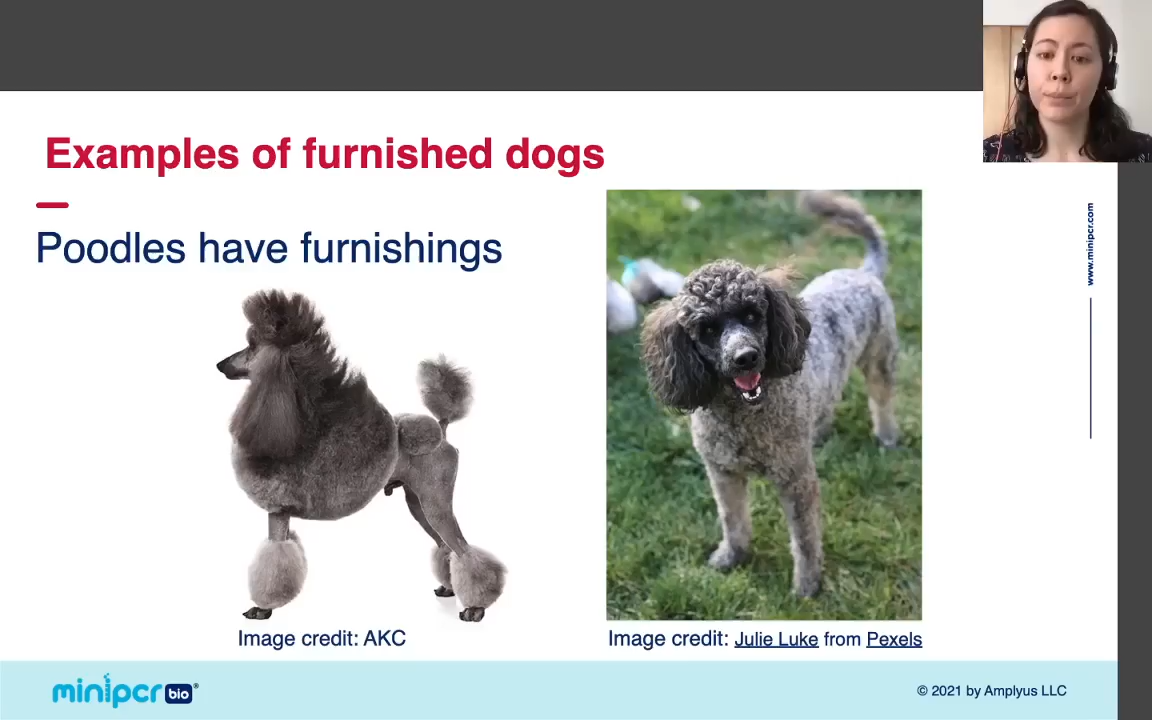 Examples of furnished dogs
Poodles have furnishings
www.minipcr.com
Image credit: AKC
Image credit: Julie Luke from Pexels
minipcr bio®
© 2021 by Amplyus LLC